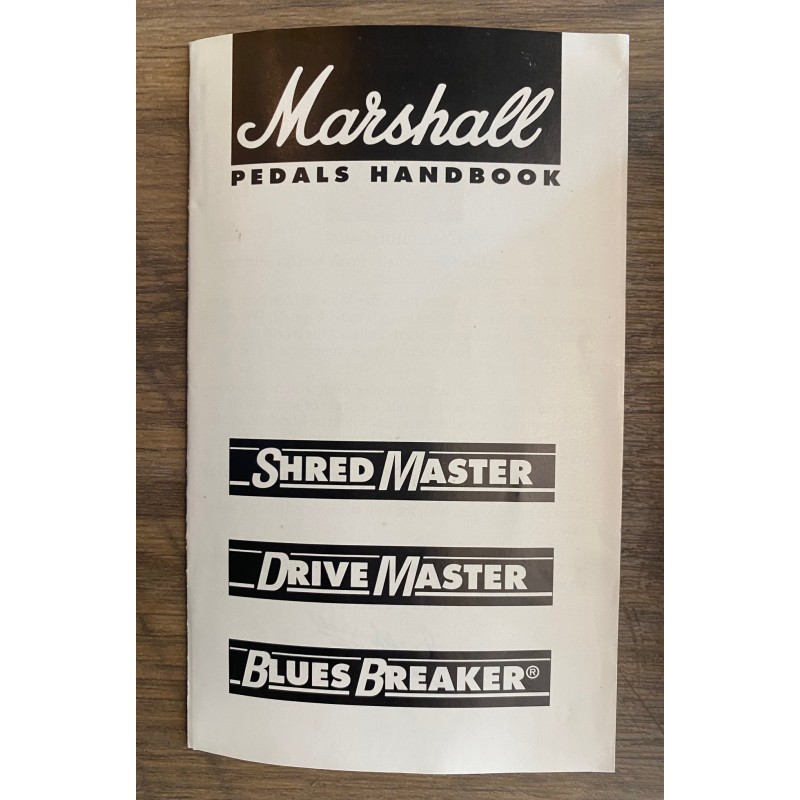 Marshall
PEDALS HANDBOOK
SHRED MASTER
DRIVE MASTER
BLUES BREAKER®